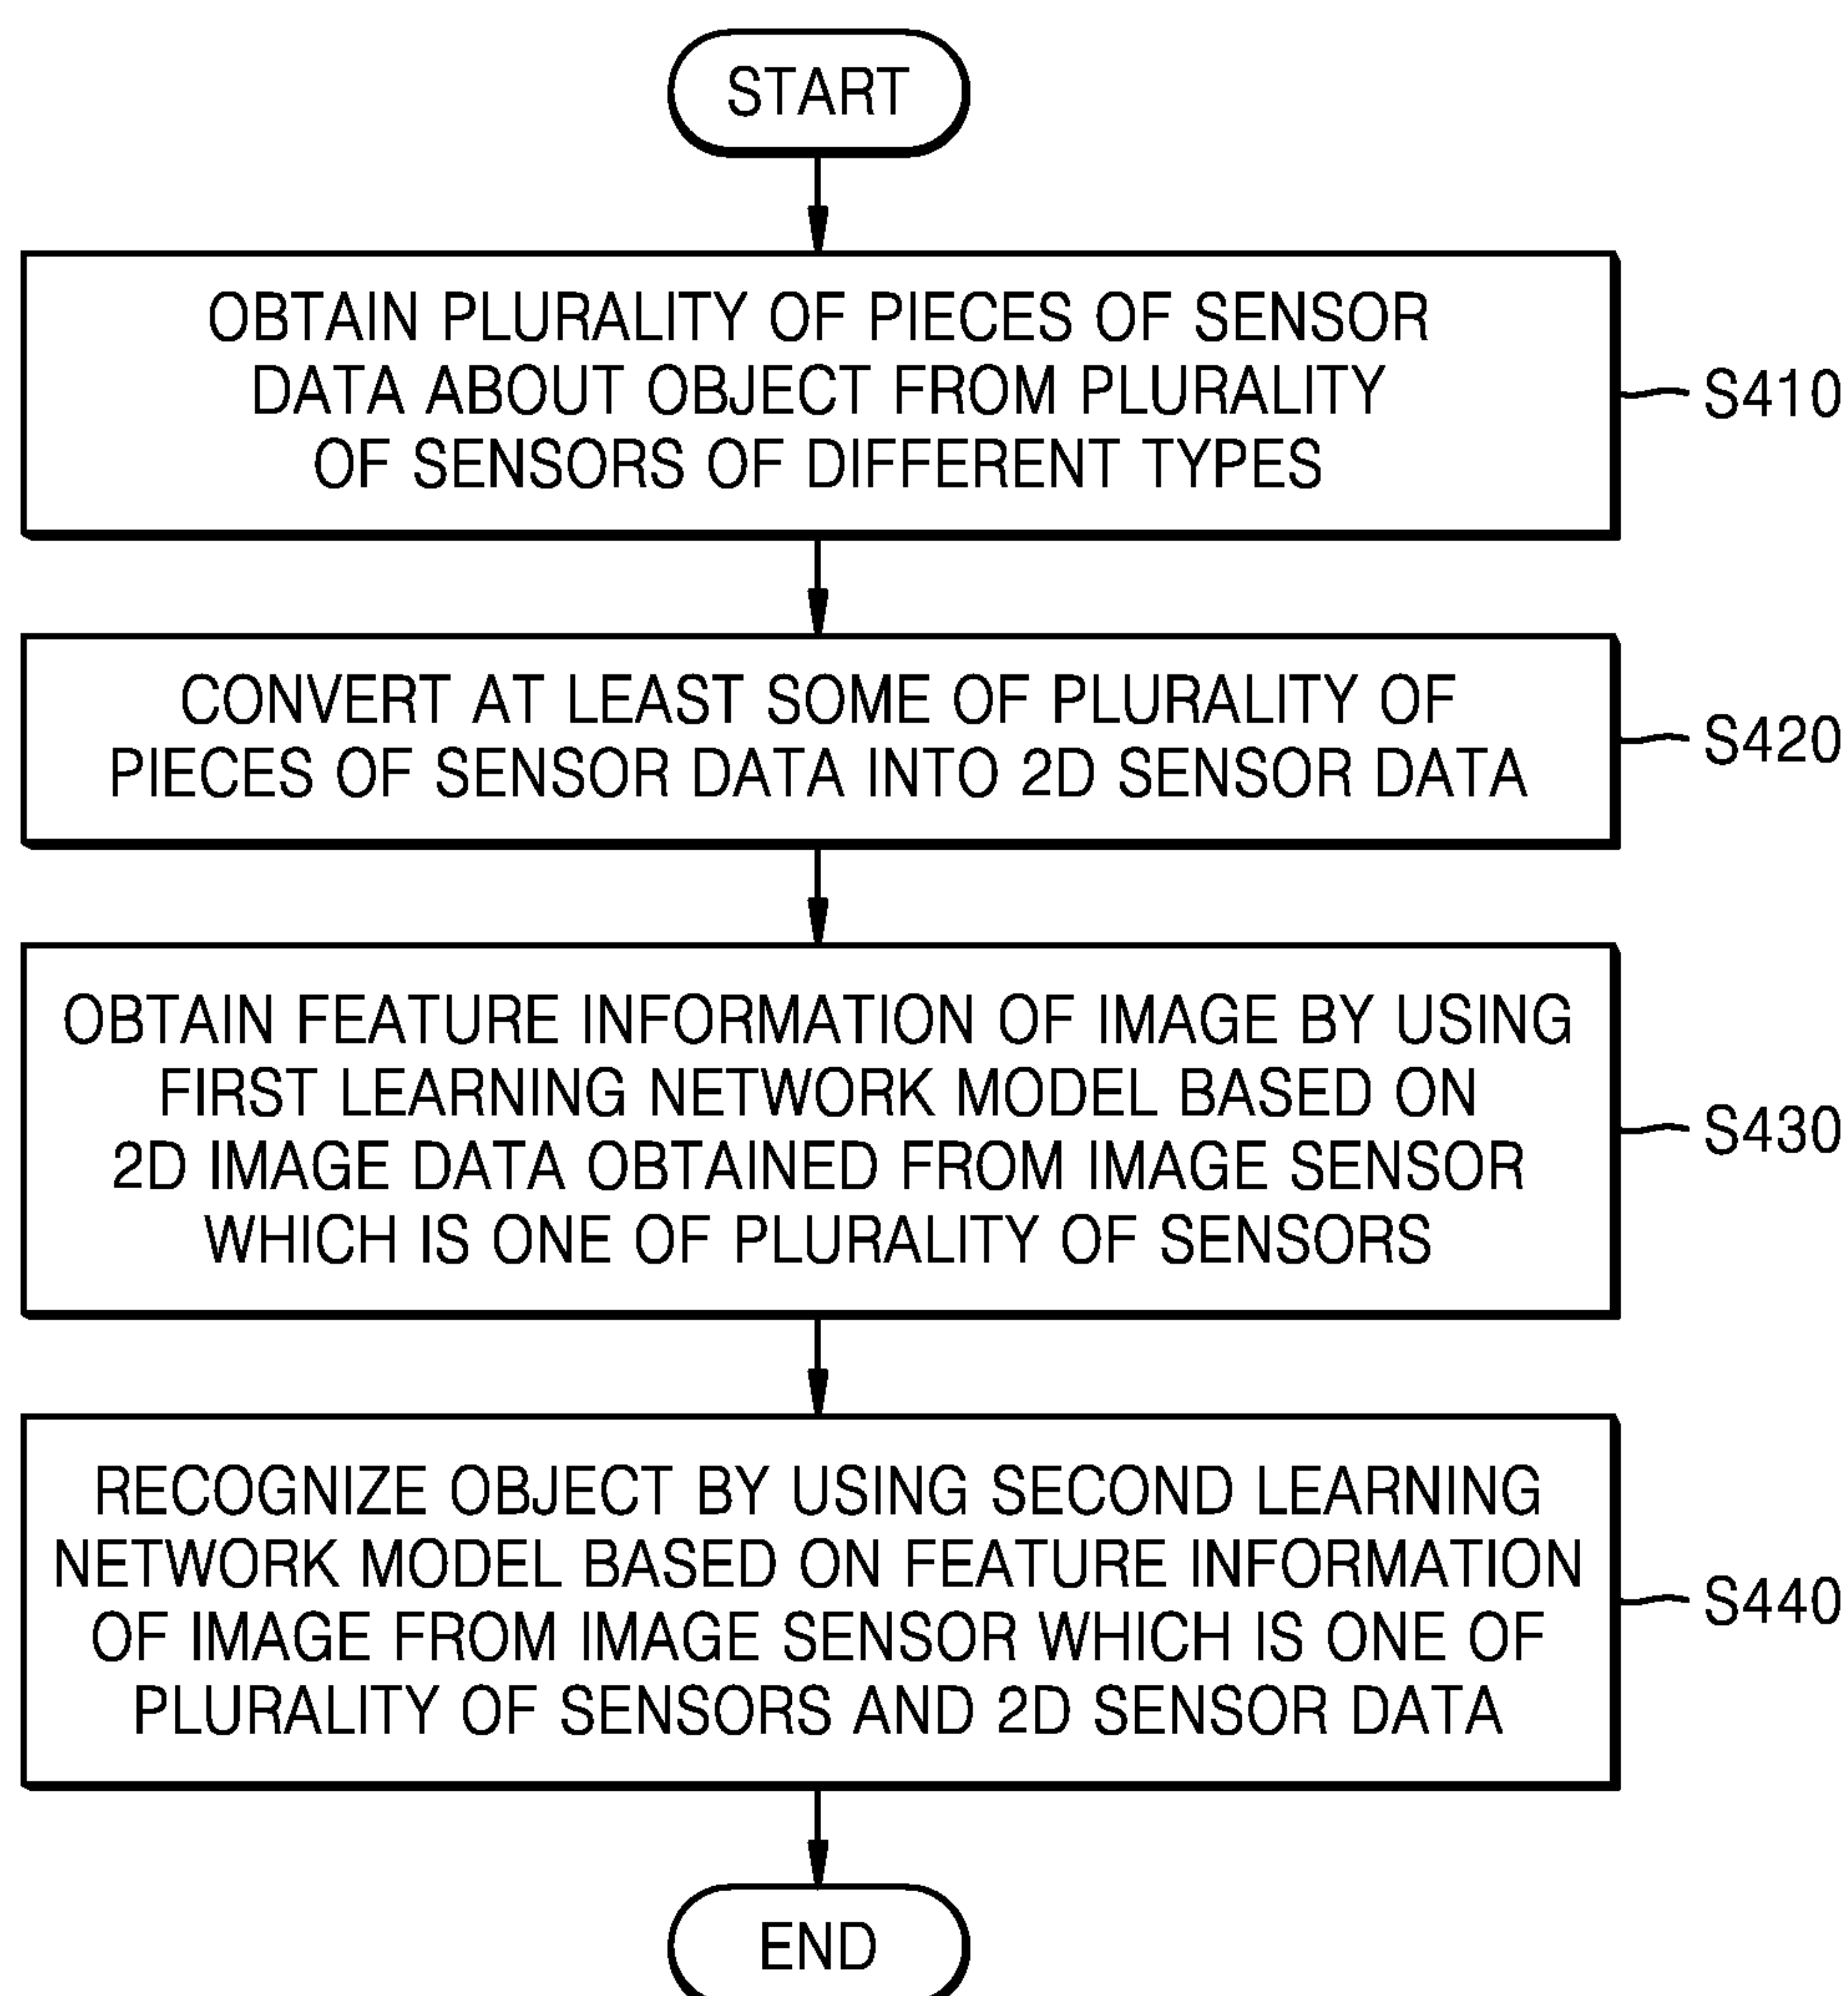 START
OBTAIN PLURALITY OF PIECES OF SENSOR
DATA ABOUT OBJECT FROM PLURALITY
OF SENSORS OF DIFFERENT TYPES
S410
CONVERT AT LEAST SOME OF PLURALITY OF
PIECES OF SENSOR DATA INTO 2D SENSOR DATA
S420
OBTAIN FEATURE INFORMATION OF IMAGE BY USING
FIRST LEARNING NETWORK MODEL BASED ON
2D IMAGE DATA OBTAINED FROM IMAGE SENSOR
WHICH IS ONE OF PLURALITY OF SENSORS
S430
RECOGNIZE OBJECT BY USING SECOND LEARNING
NETWORK MODEL BASED ON FEATURE INFORMATION
OF IMAGE FROM IMAGE SENSOR WHICH IS ONE OF
PLURALITY OF SENSORS AND 2D SENSOR DATA
S440
END